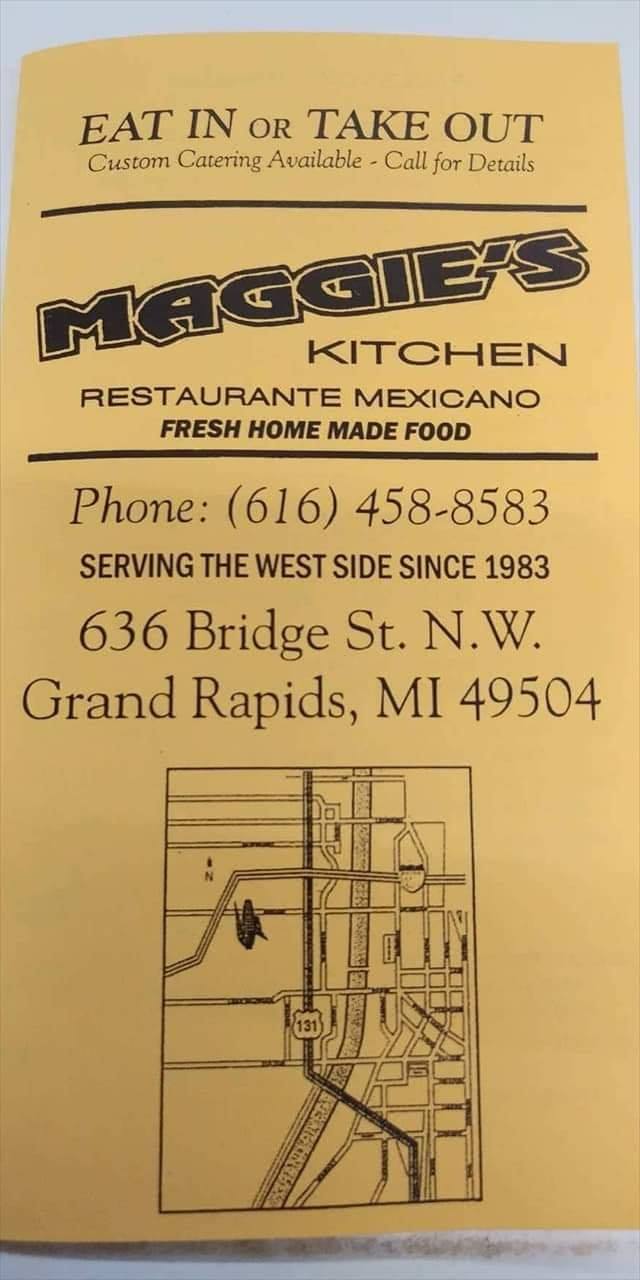 EAT IN OR TAKE OUT
Custom Catering Available - Call for Details
MAGGIE'S
KITCHEN
RESTAURANTE MEXICANO
FRESH HOME MADE FOOD
Phone: (616) 458-8583
SERVING THE WEST SIDE SINCE 1983
636 Bridge St. N.W.
Grand Rapids, MI 49504
N
131